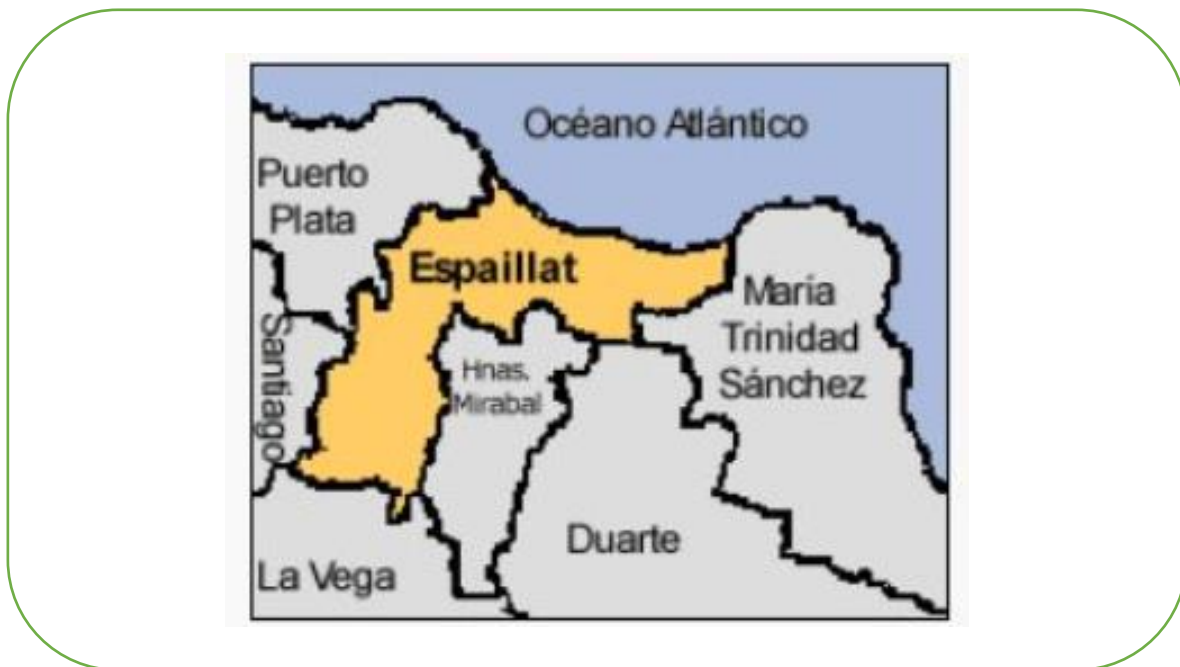 Océano Atlántico
Puerto
Plata
Espaillat
María
Trinidad
Sánchez
Santiago
Hnas.
Mirabal
Duarte
La Vega